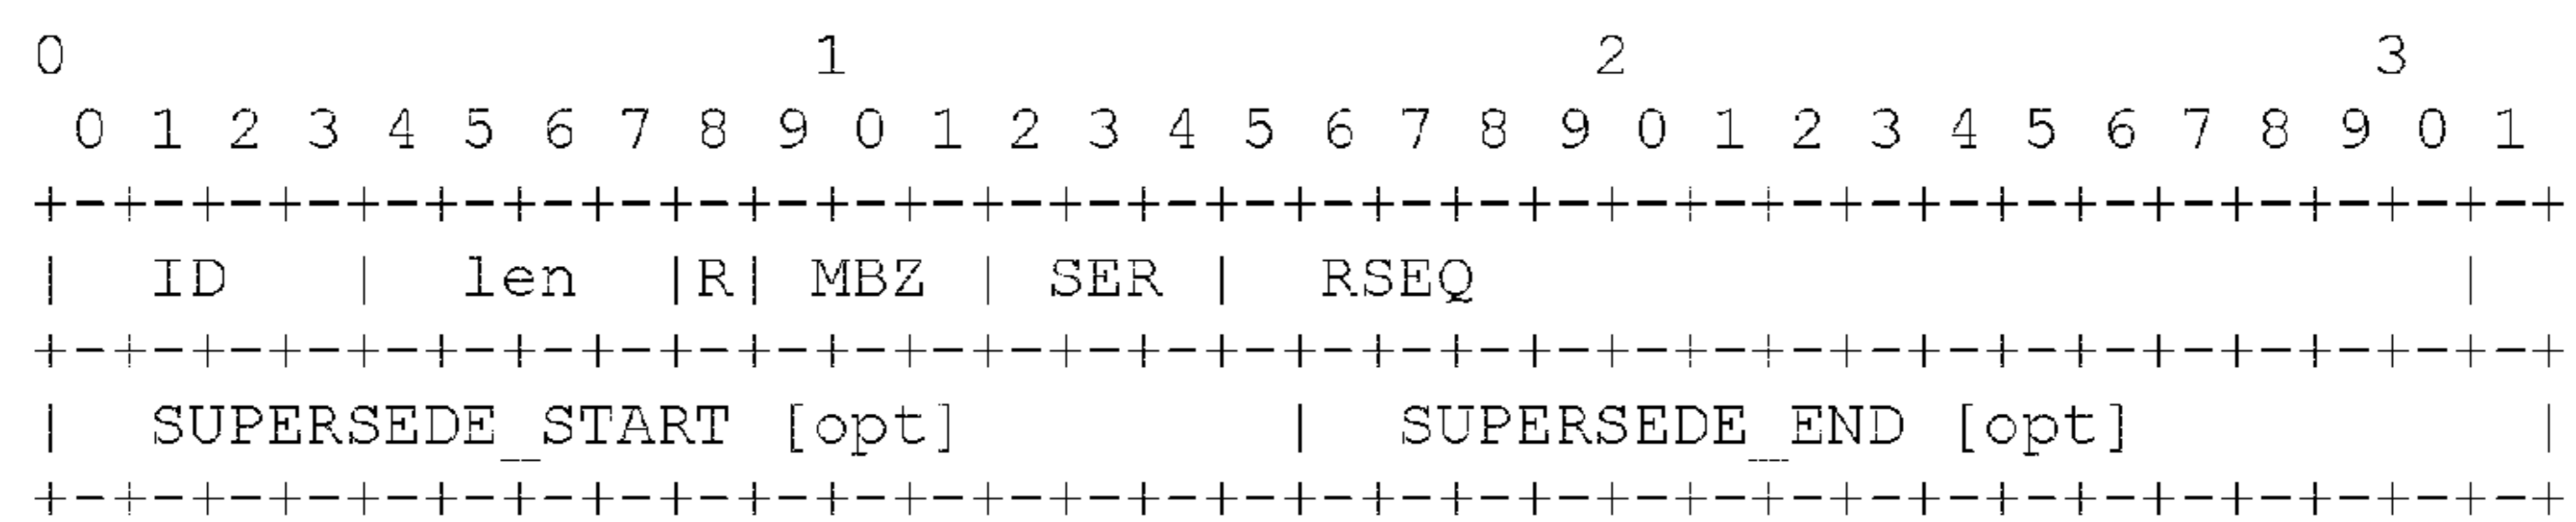 0                   1                   2                   3
 0 1 2 3 4 5 6 7 8 9 0 1 2 3 4 5 6 7 8 9 0 1 2 3 4 5 6 7 8 9 0 1
+-+-+-+-+-+-+-+-+-+-+-+-+-+-+-+-+-+-+-+-+-+-+-+-+-+-+-+-+-+-+-+-+
|  ID   |  len  |R| MBZ | SER |  RSEQ                         |
+-+-+-+-+-+-+-+-+-+-+-+-+-+-+-+-+-+-+-+-+-+-+-+-+-+-+-+-+-+-+-+-+
|  SUPERSEDE_START [opt]        |  SUPERSEDE_END [opt]          |
+-+-+-+-+-+-+-+-+-+-+-+-+-+-+-+-+-+-+-+-+-+-+-+-+-+-+-+-+-+-+-+-+